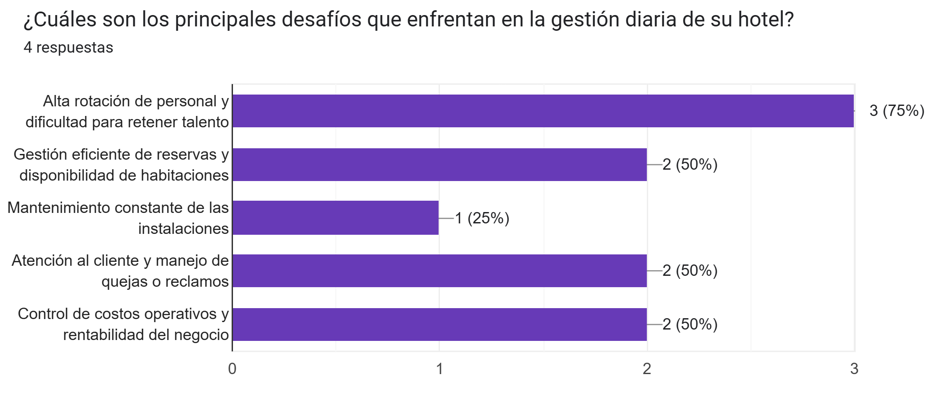 ¿Cuáles son los principales desafíos que enfrentan en la gestión diaria de su hotel?
4 respuestas
Alta rotación de personal y
dificultad para retener talento
3 (75%)
Gestión eficiente de reservas y
disponibilidad de habitaciones
2 (50%)
Mantenimiento constante de las
instalaciones
1 (25%)
Atención al cliente y manejo de
quejas o reclamos
2 (50%)
Control de costos operativos y
rentabilidad del negocio
2 (50%)
0 1 2 3